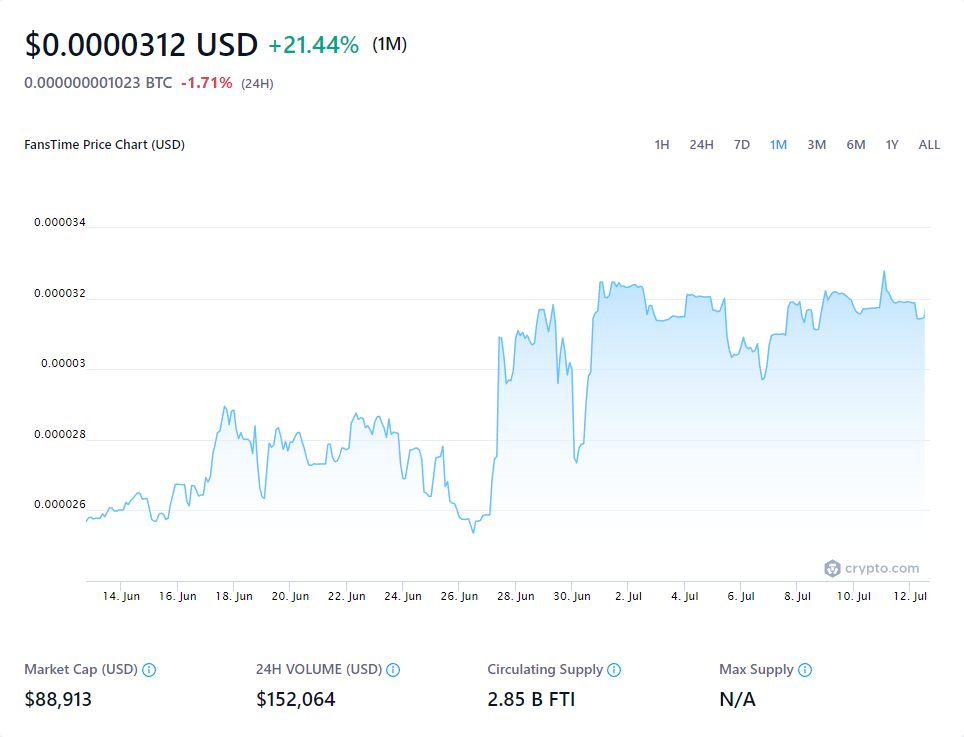 $0.0000312 USD +21.44% (1M)
0.000000001023 BTC -1.71% (24H)
FansTime Price Chart (USD) 1H 24H 7D 1M 3M 6M 1Y ALL
0.000034
0.000032
0.00003
0.000028
0.000026
crypto.com
14. Jun 16. Jun 18. Jun 20. Jun 22. Jun 24. Jun 26. Jun 28. Jun 30. Jun 2. Jul 4. Jul 6. Jul 8. Jul 10. Jul 12. Jul
Market Cap (USD) 24H VOLUME (USD) Circulating Supply Max Supply
$88,913 $152,064 2.85 B FTI N/A